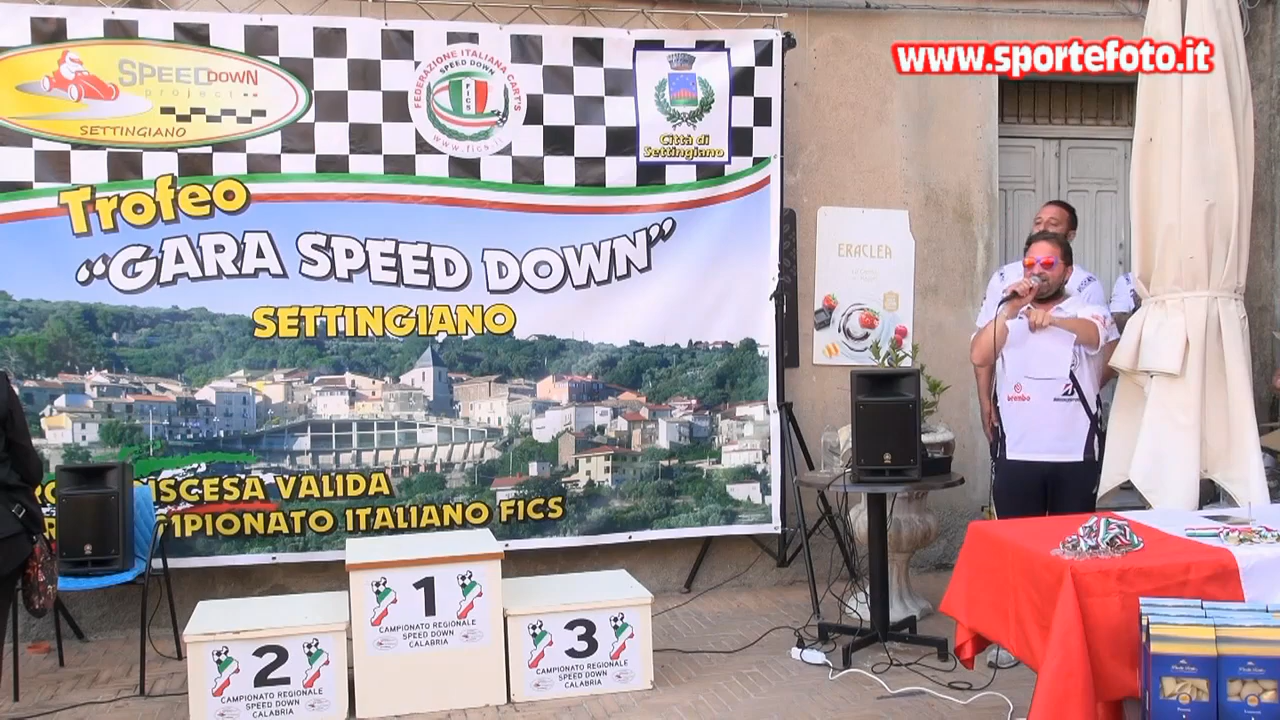 www.sportefoto.it
SPEED DOWN
project
SETTINGIANO
FEDERAZIONE ITALIANA CART'S
SPEED DOWN
FICS
www.fics.it
Città di
Settingiano
Trofeo
"GARA SPEED DOWN"
SETTINGIANO
ISCESA VALIDA
PIONATO ITALIANO FICS
ERACLEA
brembo
1
CAMPIONATO REGIONALE
SPEED DOWN
CALABRIA
2
CAMPIONATO REGIONALE
SPEED DOWN
CALABRIA
3
CAMPIONATO REGIONALE
SPEED DOWN
CALABRIA